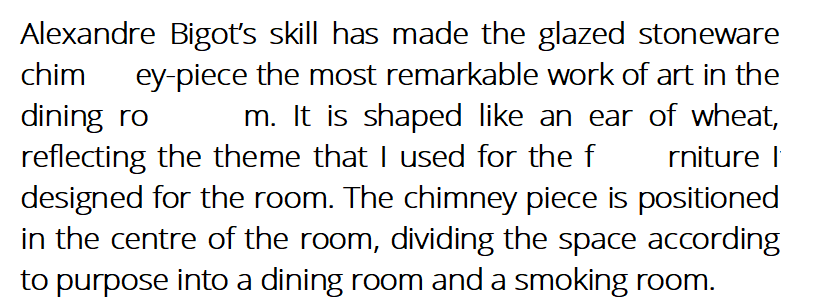 Alexandre Bigot's skill has made the glazed stoneware
chim ey-piece the most remarkable work of art in the
dining ro m. It is shaped like an ear of wheat,
reflecting the theme that I used for the f rniture I
designed for the room. The chimney piece is positioned
in the centre of the room, dividing the space according
to purpose into a dining room and a smoking room.